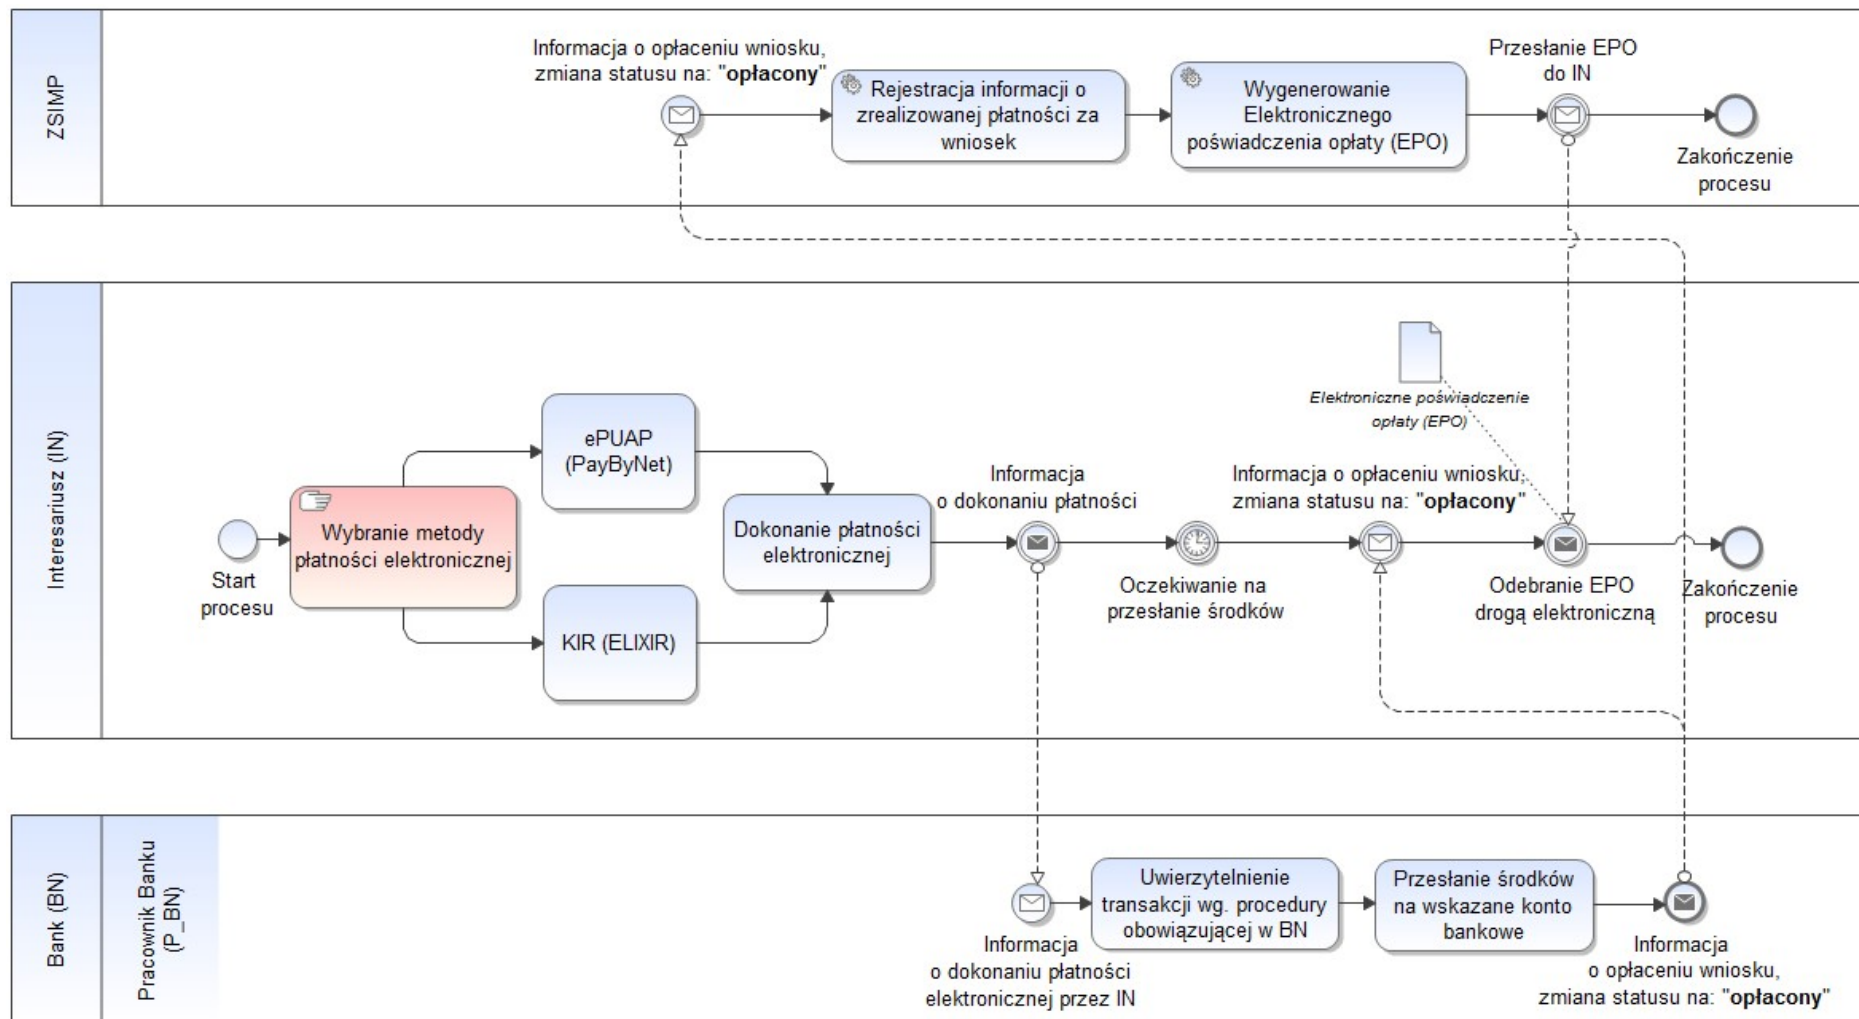 ZSIMP
Informacja o opłaceniu wniosku,
zmiana statusu na: "opłacony"
Rejestracja informacji o
zrealizowanej płatności za
wniosek
Wygenerowanie
Elektronicznego
poświadczenia opłaty (EPO)
Przesłanie EPO
do IN
Zakończenie
procesu
Interesariusz (IN)
Start
procesu
Wybranie metody
płatności elektronicznej
ePUAP
(PayByNet)
KIR (ELIXIR)
Dokonanie płatności
elektronicznej
Informacja
o dokonaniu płatności
Oczekiwanie na
przesłanie środków
Informacja o opłaceniu wniosku,
zmiana statusu na: "opłacony"
Elektroniczne poświadczenie
opłaty (EPO)
Odebranie EPO
drogą elektroniczną
Zakończenie
procesu
Bank (BN)
Pracownik Banku
(P_BN)
Informacja
o dokonaniu płatności
elektronicznej przez IN
Uwierzytelnienie
transakcji wg. procedury
obowiązującej w BN
Przesłanie środków
na wskazane konto
bankowe
Informacja
o opłaceniu wniosku,
zmiana statusu na: "opłacony"